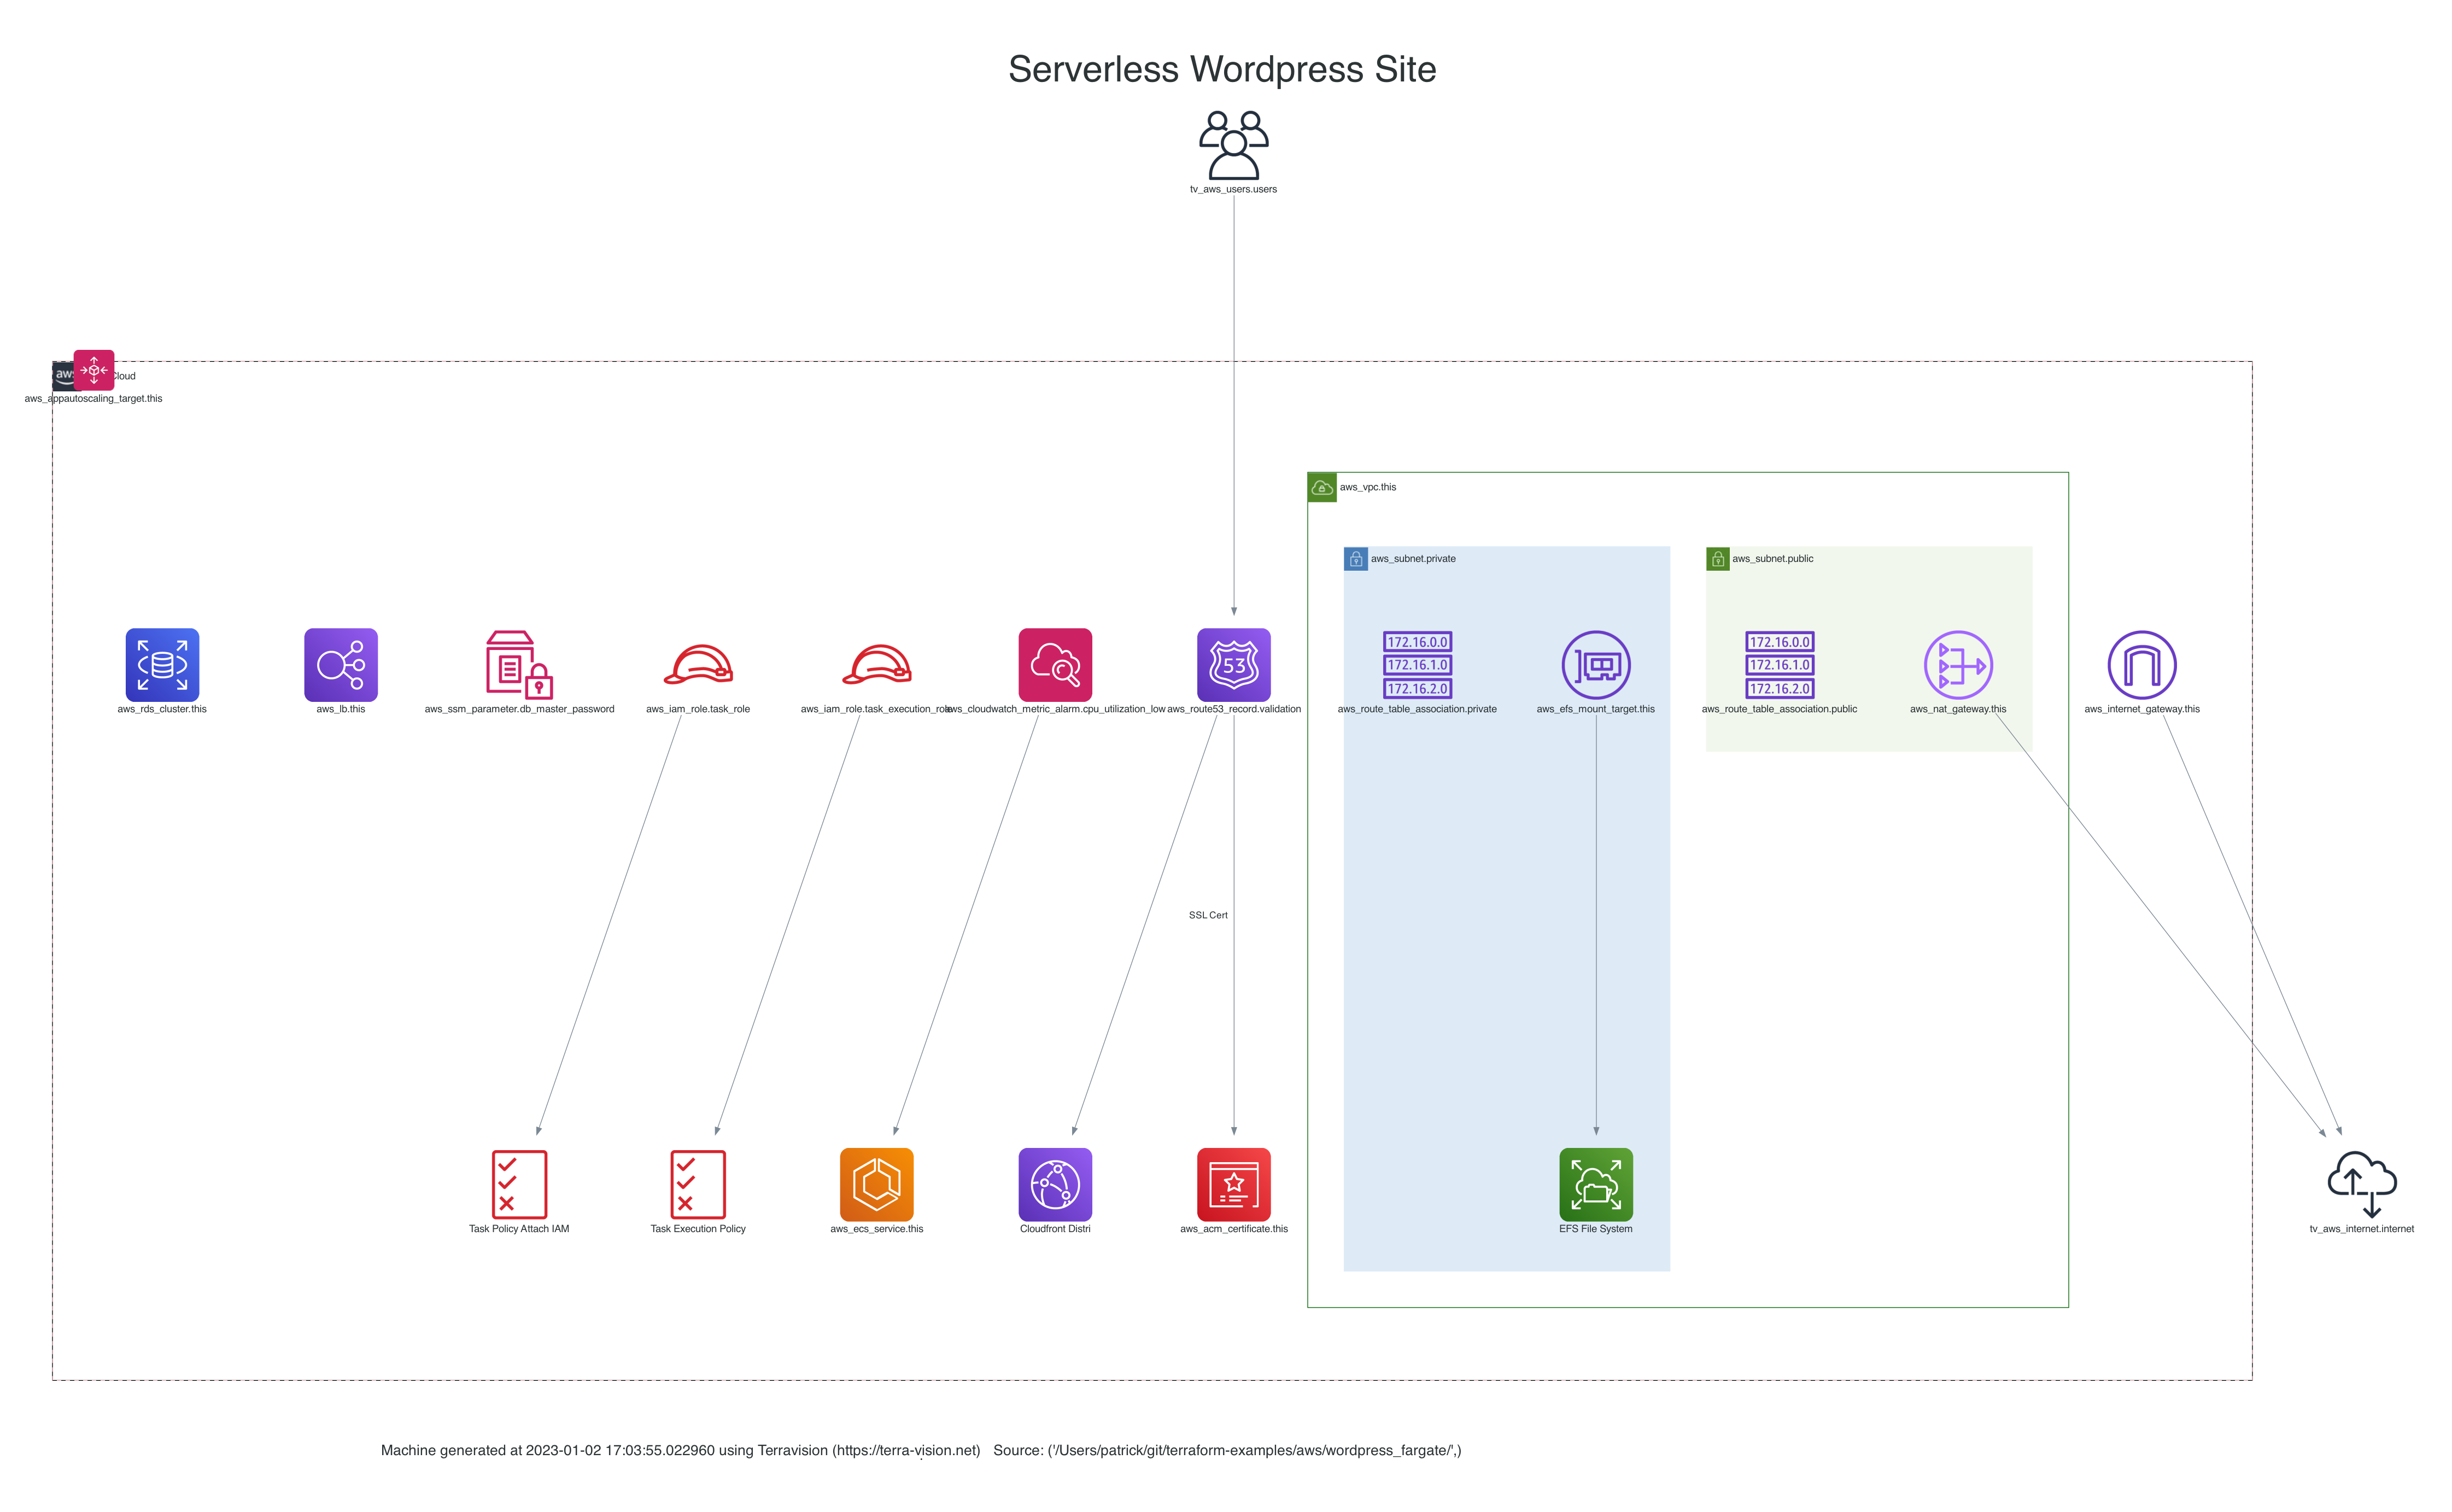 Serverless Wordpress Site
tv_aws_users.users
aws
Cloud
aws_appautoscaling_target.this
aws_vpc.this
aws_subnet.private
aws_subnet.public
53
172.16.0.0
172.16.1.0
172.16.2.0
172.16.0.0
172.16.1.0
172.16.2.0
aws_rds_cluster.this
aws_lb.this
aws_ssm_parameter.db_master_password
aws_iam_role.task_role
aws_iam_role.task_execution_role
aws_cloudwatch_metric_alarm.cpu_utilization_low
aws_route53_record.validation
aws_route_table_association.private
aws_efs_mount_target.this
aws_route_table_association.public
aws_nat_gateway.this
aws_internet_gateway.this
SSL Cert
Task Policy Attach IAM
Task Execution Policy
aws_ecs_service.this
Cloudfront Distri
aws_acm_certificate.this
EFS File System
tv_aws_internet.internet
Machine generated at 2023-01-02 17:03:55.022960 using Terravision (https://terra-vision.net) Source: ('/Users/patrick/git/terraform-examples/aws/wordpress_fargate/',)
.